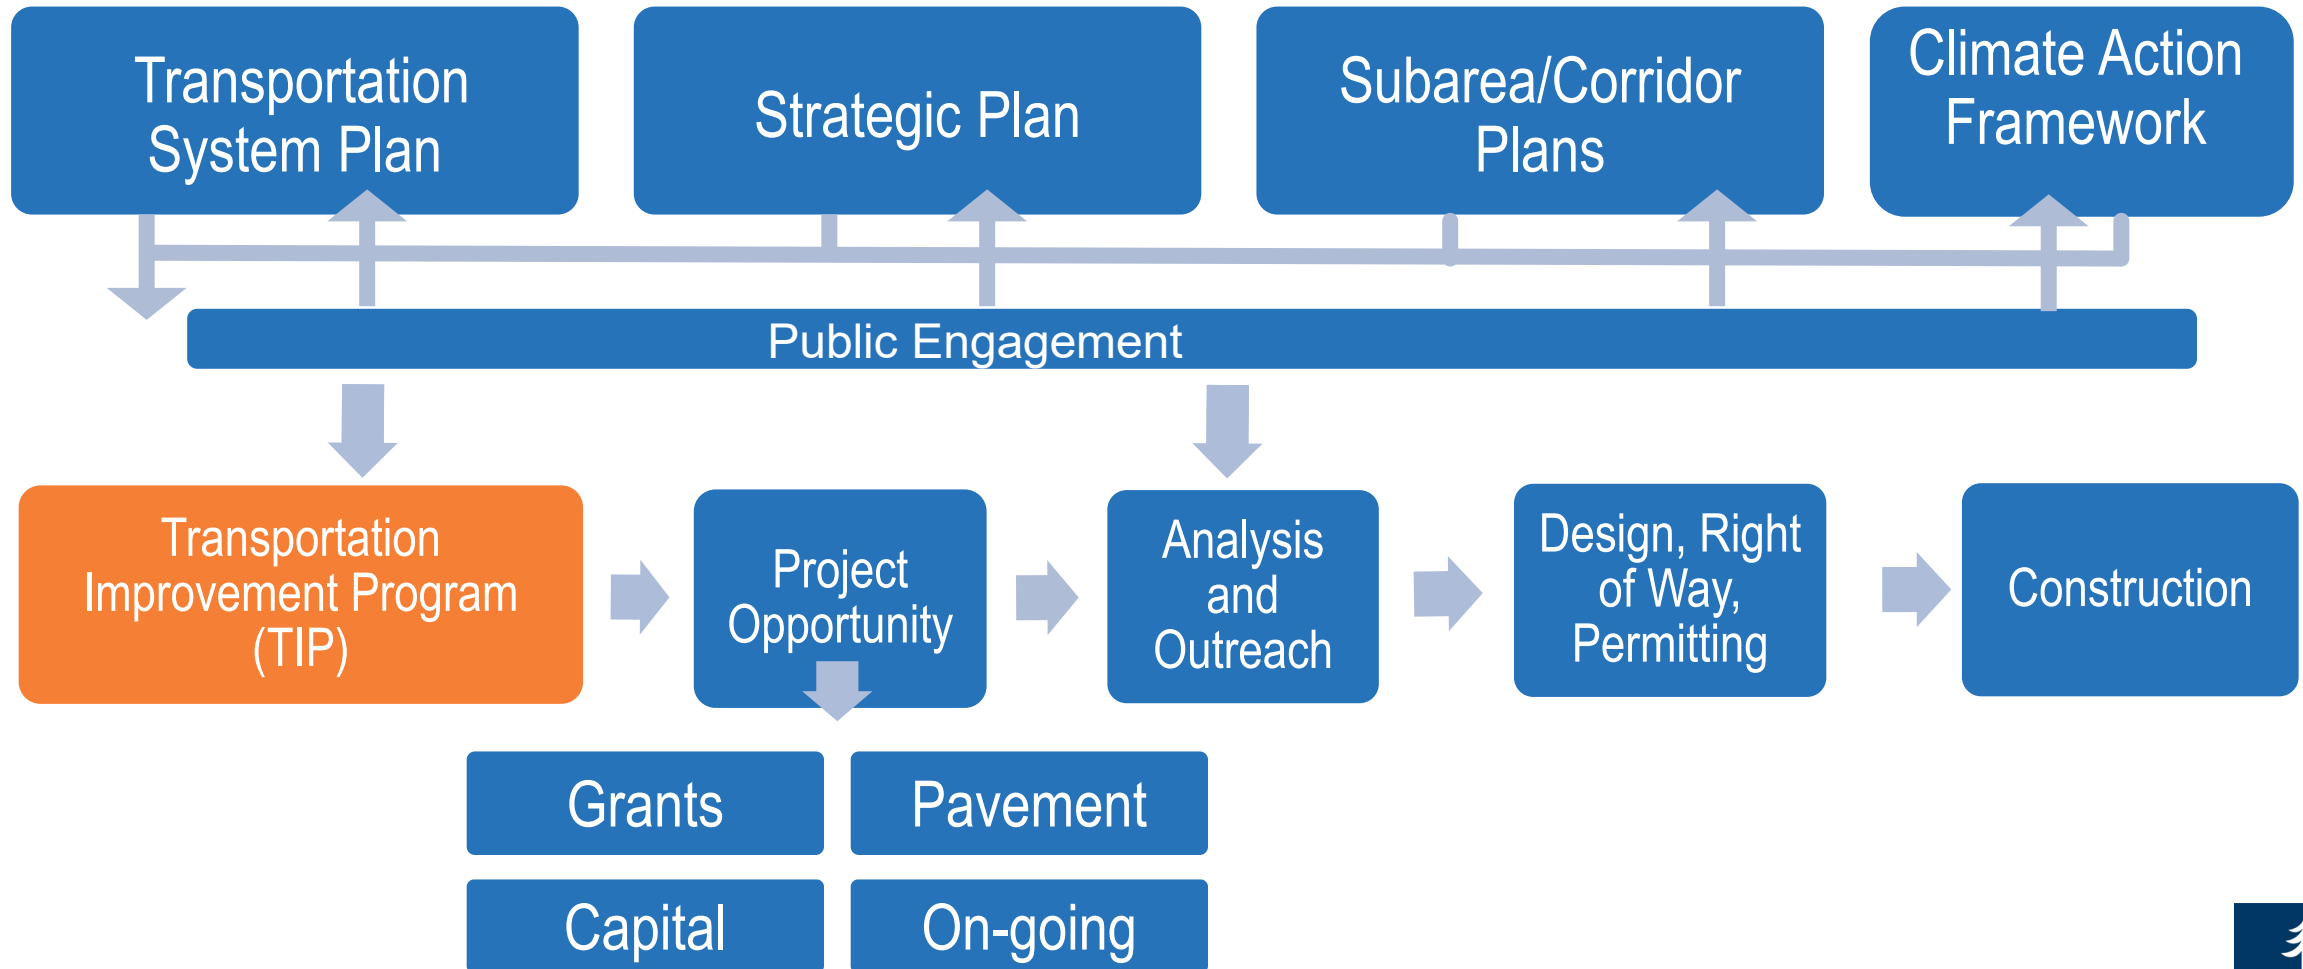 Transportation
System Plan
Strategic Plan
Subarea/Corridor
Plans
Climate Action
Framework
Public Engagement
Transportation
Improvement Program
(TIP)
Project
Opportunity
Analysis
and
Outreach
Design, Right
of Way,
Permitting
Construction
Grants
Pavement
Capital
On-going